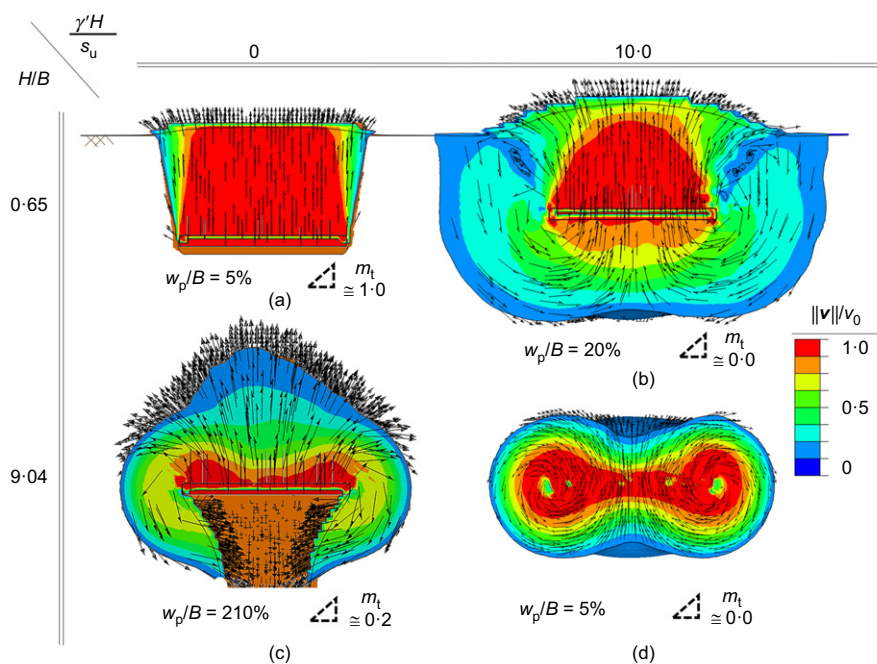 γ′H
s_u
H/B
0
10·0
0·65
w_p/B = 5%
m_t
≅ 1·0
(a)
w_p/B = 20%
m_t
≅ 0·0
(b)
‖v‖/v_0
1·0
0·5
0
9·04
w_p/B = 210%
m_t
≅ 0·2
(c)
w_p/B = 5%
m_t
≅ 0·0
(d)